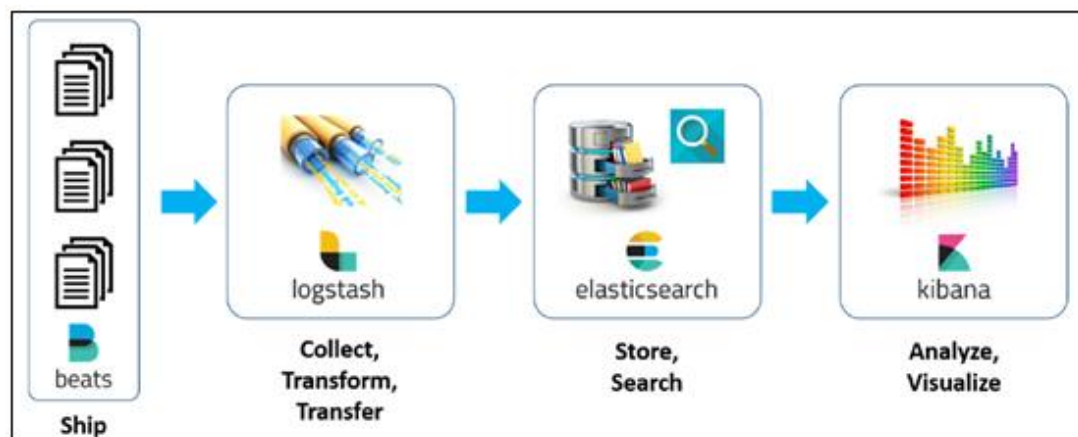 beats
Ship
logstash
Collect,
Transform,
Transfer
elasticsearch
Store,
Search
kibana
Analyze,
Visualize